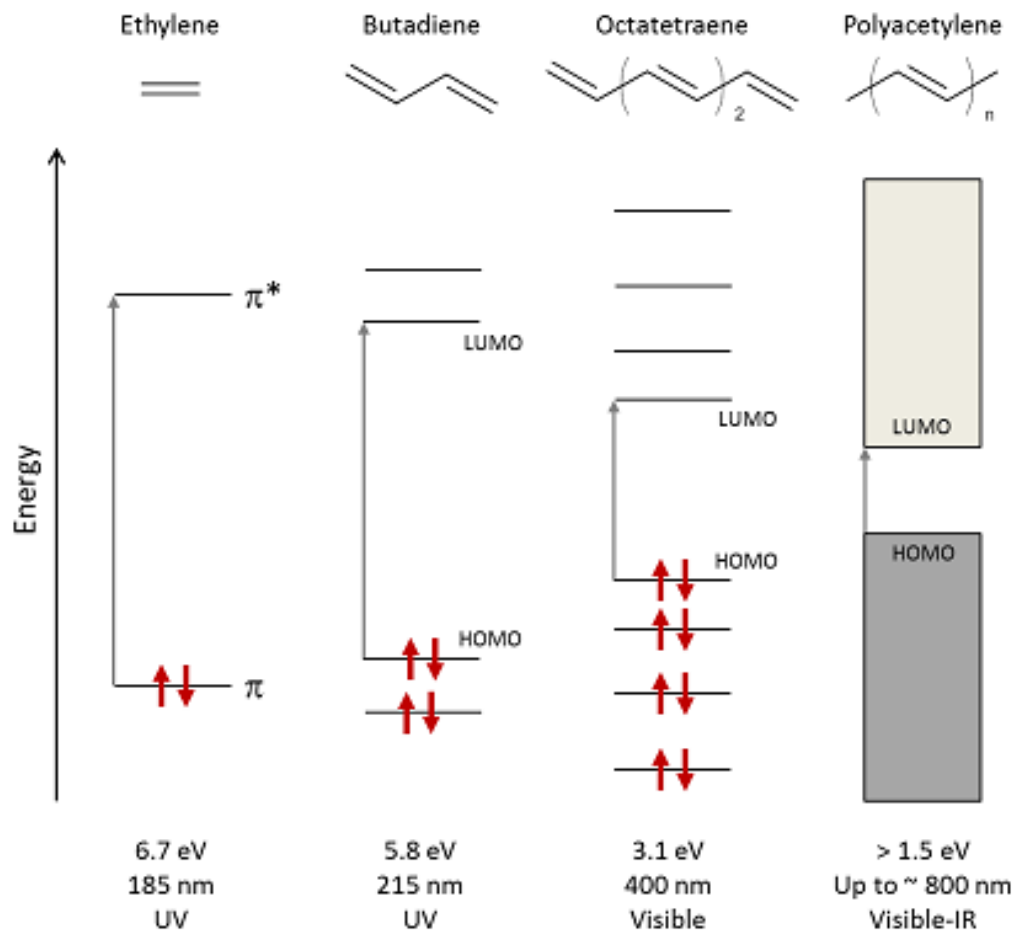 Ethylene Butadiene Octatetraene Polyacetylene
2 n
π*
LUMO
LUMO
LUMO
Energy
HOMO
HOMO
HOMO
π
6.7 eV 5.8 eV 3.1 eV > 1.5 eV
185 nm 215 nm 400 nm Up to ~ 800 nm
UV UV Visible Visible-IR